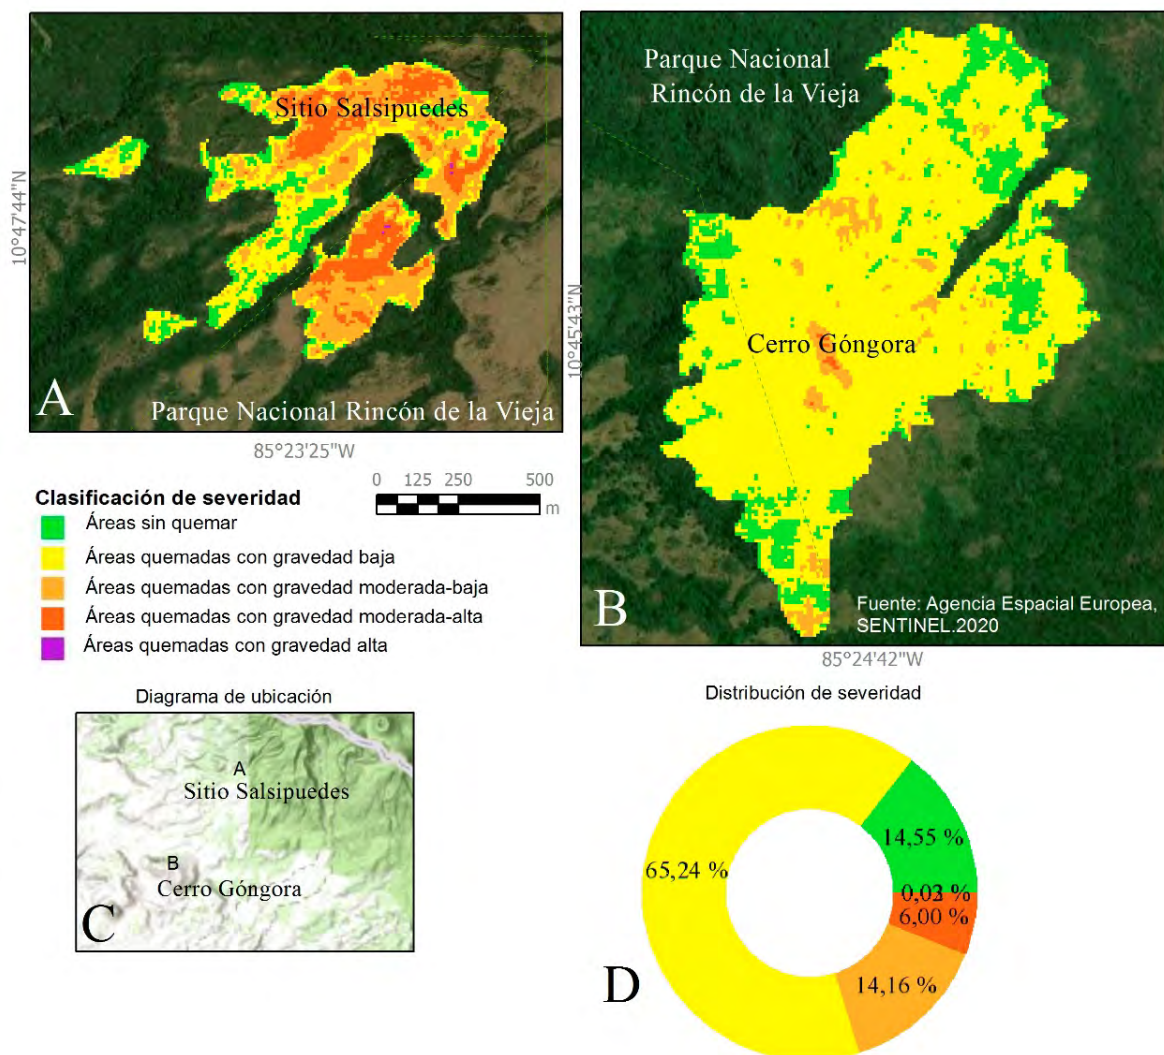 Sitio Salsipuedes
A
Parque Nacional Rincón de la Vieja
10°47'44"N
85°23'25"W
Parque Nacional
Rincón de la Vieja
Cerro Góngora
B
Fuente: Agencia Espacial Europea,
SENTINEL.2020
10°45'43"N
85°24'42"W
0 125 250 500
m
Clasificación de severidad
Áreas sin quemar
Áreas quemadas con gravedad baja
Áreas quemadas con gravedad moderada-baja
Áreas quemadas con gravedad moderada-alta
Áreas quemadas con gravedad alta
Diagrama de ubicación
A
Sitio Salsipuedes
B
Cerro Góngora
C
Distribución de severidad
65,24 %
14,55 %
6,00 %
14,16 %
D